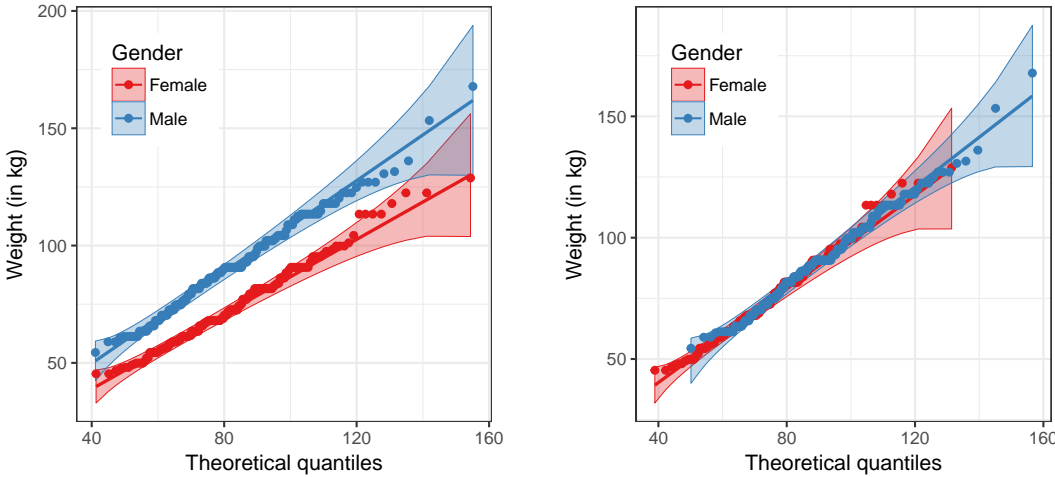 200
150
100
50
Weight (in kg)
Gender
Female
Male
40
80
120
160
Theoretical quantiles
150
100
50
Weight (in kg)
Gender
Female
Male
40
80
120
160
Theoretical quantiles